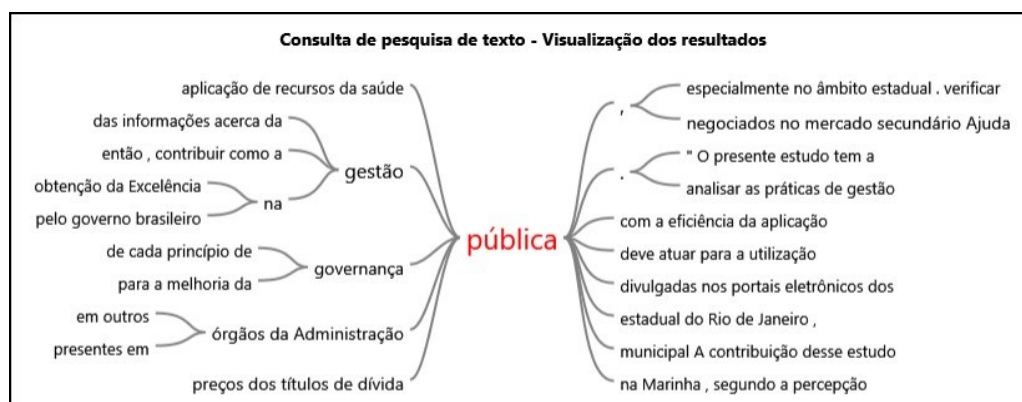 Consulta de pesquisa de texto - Visualização dos resultados
aplicação de recursos da saúde
das informações acerca da
então , contribuir como a
gestão
obtenção da Excelência
pelo governo brasileiro
na
de cada princípio de
para a melhoria da
governança
em outros
presentes em
órgãos da Administração
preços dos títulos de dívida
pública
,
especialmente no âmbito estadual . verificar
negociados no mercado secundário Ajuda
.
" O presente estudo tem a
analisar as práticas de gestão
com a eficiência da aplicação
deve atuar para a utilização
divulgadas nos portais eletrônicos dos
estadual do Rio de Janeiro ,
municipal A contribuição desse estudo
na Marinha , segundo a percepção